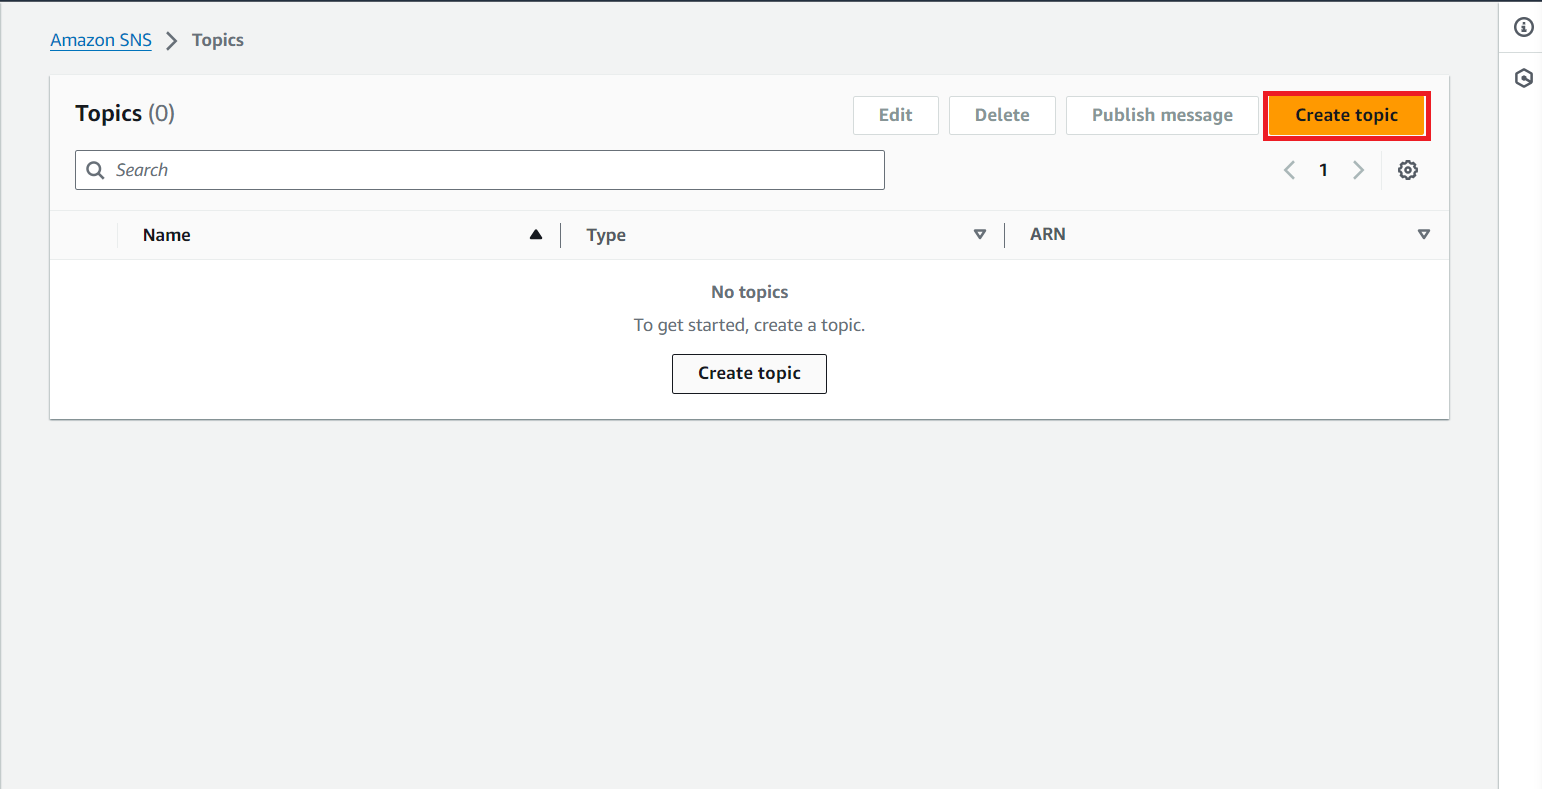 Amazon SNS > Topics
Topics (0)
Edit Delete Publish message Create topic
Search
1
Name Type ARN
No topics
To get started, create a topic.
Create topic